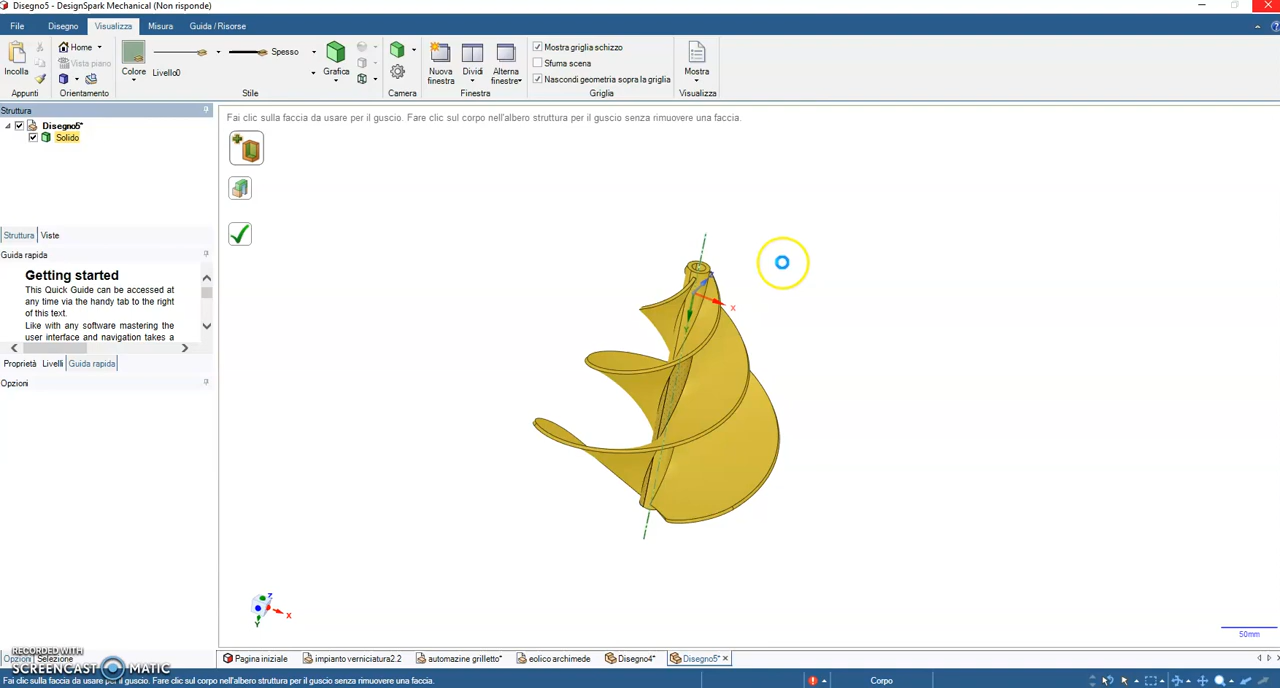 Disegno5* - DesignSpark Mechanical (Non risponde)
File Disegno Visualizza Misura Guida / Risorse
Incolla
Appunti
Home
Vista piano
Orientamento
Colore
Livello0
Spesso
Grafica
Stile
Camera
Nuova
finestra
Dividi
Alterna
finestre
Finestra
Mostra griglia schizzo
Sfuma scena
Nascondi geometria sopra la griglia
Griglia
Mostra
Visualizza
Struttura
Disegno5*
Solido
Struttura Viste
Guida rapida
Getting started
This Quick Guide can be accessed
at any time via the handy tab to the right
of this text.
Like with any software mastering the
user interface and navigation takes a
Proprietà Livelli Guida rapida
Opzioni
Fai clic sulla faccia da usare per il guscio. Fare clic sul corpo nell'albero struttura per il guscio senza rimuovere una faccia.
X
Y
Z
X
Y
50mm
Opzioni Selezione
RECORDED WITH
SCREENCAST MATIC
Pagina iniziale impianto verniciatura2.2 automazine grilletto* eolico archimede Disegno4* Disegno5*
Fai clic sulla faccia da usare per il guscio. Fare clic sul corpo nell'albero struttura per il guscio senza rimuovere una faccia.
Corpo